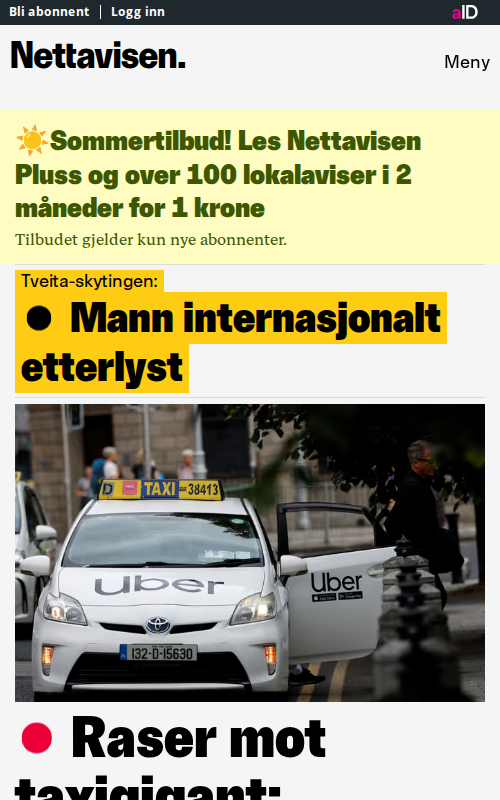 Bli abonnent | Logg inn
aID
Nettavisen.
Meny
Sommertilbud! Les Nettavisen
Pluss og over 100 lokalaviser i 2
måneder for 1 krone
Tilbudet gjelder kun nye abonnenter.
Tveita-skytingen:
Mann internasjonalt
etterlyst
TAXI 38413
Uber
Uber
132-D-15630
Raser mot
taxigigant: